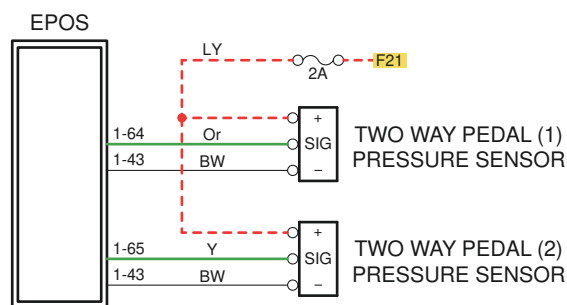 EPOS
LY
2A
F21
1-64 Or + SIG −
1-43 BW
TWO WAY PEDAL (1)
PRESSURE SENSOR
1-65 Y + SIG −
1-43 BW
TWO WAY PEDAL (2)
PRESSURE SENSOR